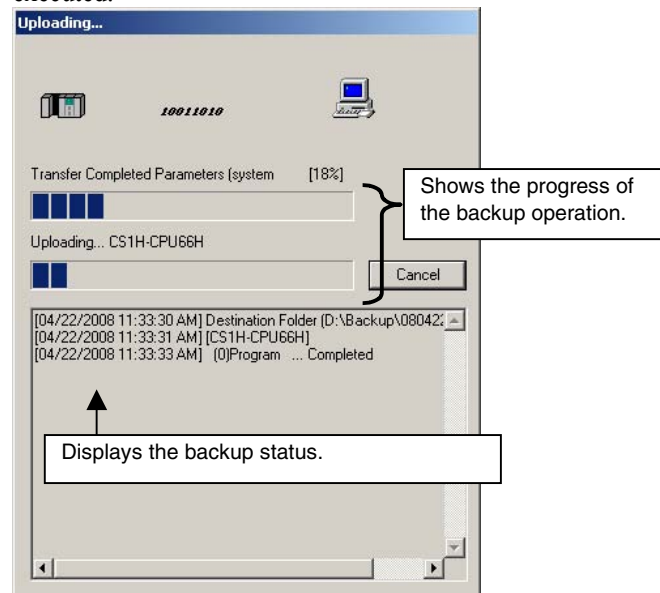 executed.
Uploading...
10011010
Transfer Completed Parameters (system [18%]
Shows the progress of
the backup operation.
Uploading... CS1H-CPU66H
Cancel
[04/22/2008 11:33:30 AM] Destination Folder (D:\Backup\080422
[04/22/2008 11:33:31 AM] [CS1H-CPU66H]
[04/22/2008 11:33:33 AM] (0)Program ... Completed
Displays the backup status.